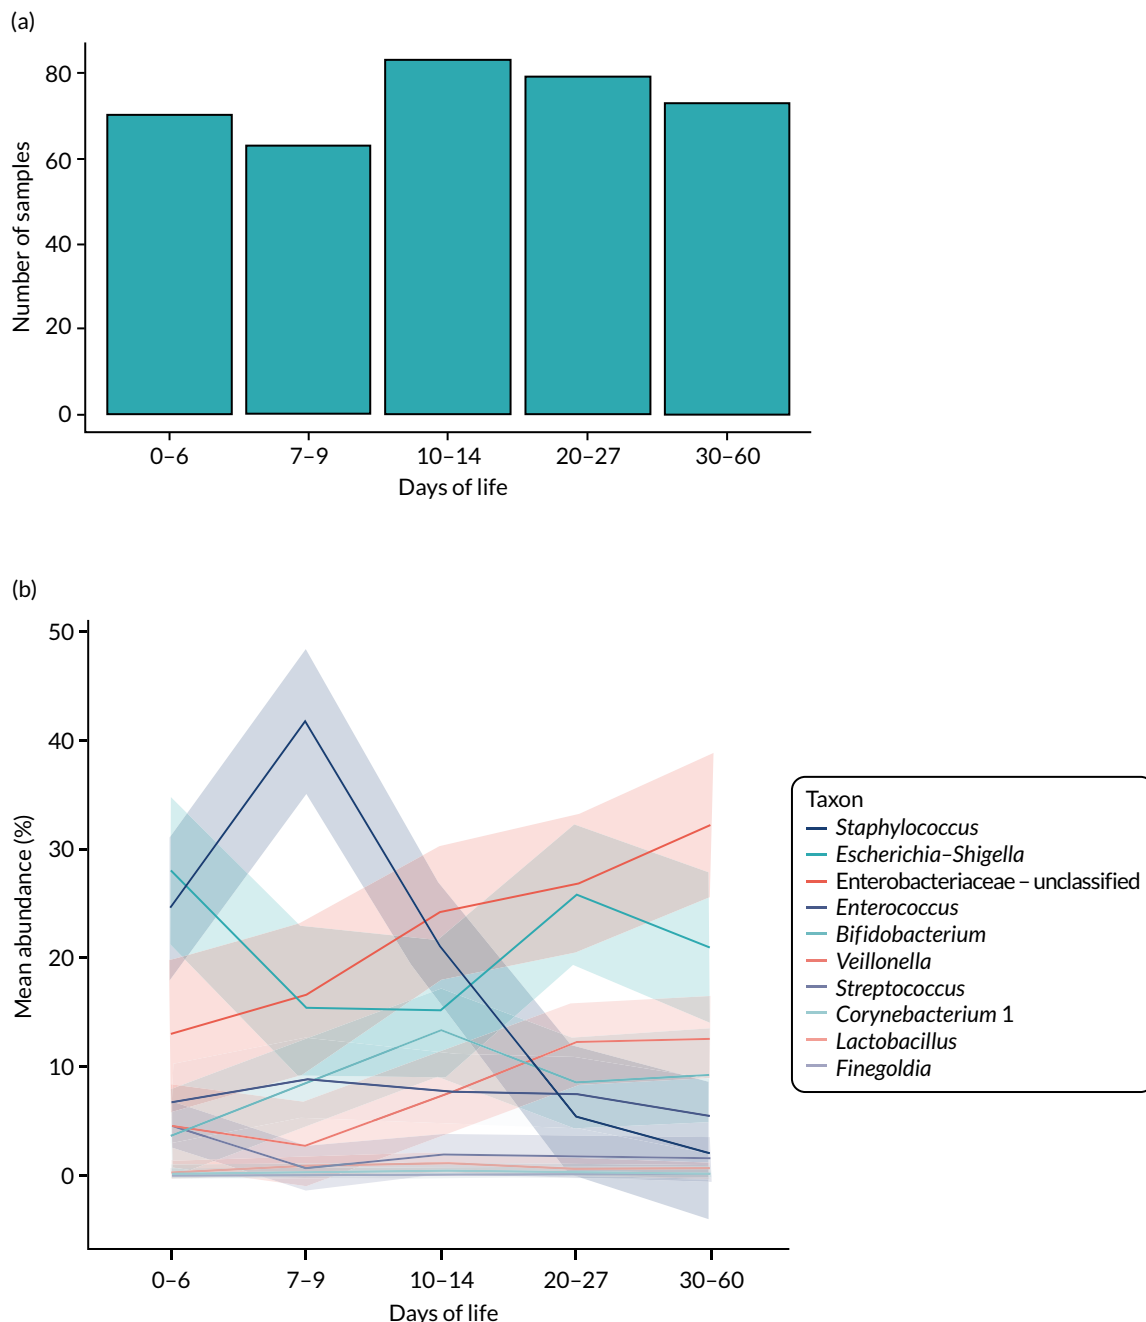 (a)
Number of samples
80
60
40
20
0
0–6 7–9 10–14 20–27 30–60
Days of life
(b)
Mean abundance (%)
50
40
30
20
10
0
0–6 7–9 10–14 20–27 30–60
Days of life
Taxon
Staphylococcus
Escherichia–Shigella
Enterobacteriaceae – unclassified
Enterococcus
Bifidobacterium
Veillonella
Streptococcus
Corynebacterium 1
Lactobacillus
Finegoldia